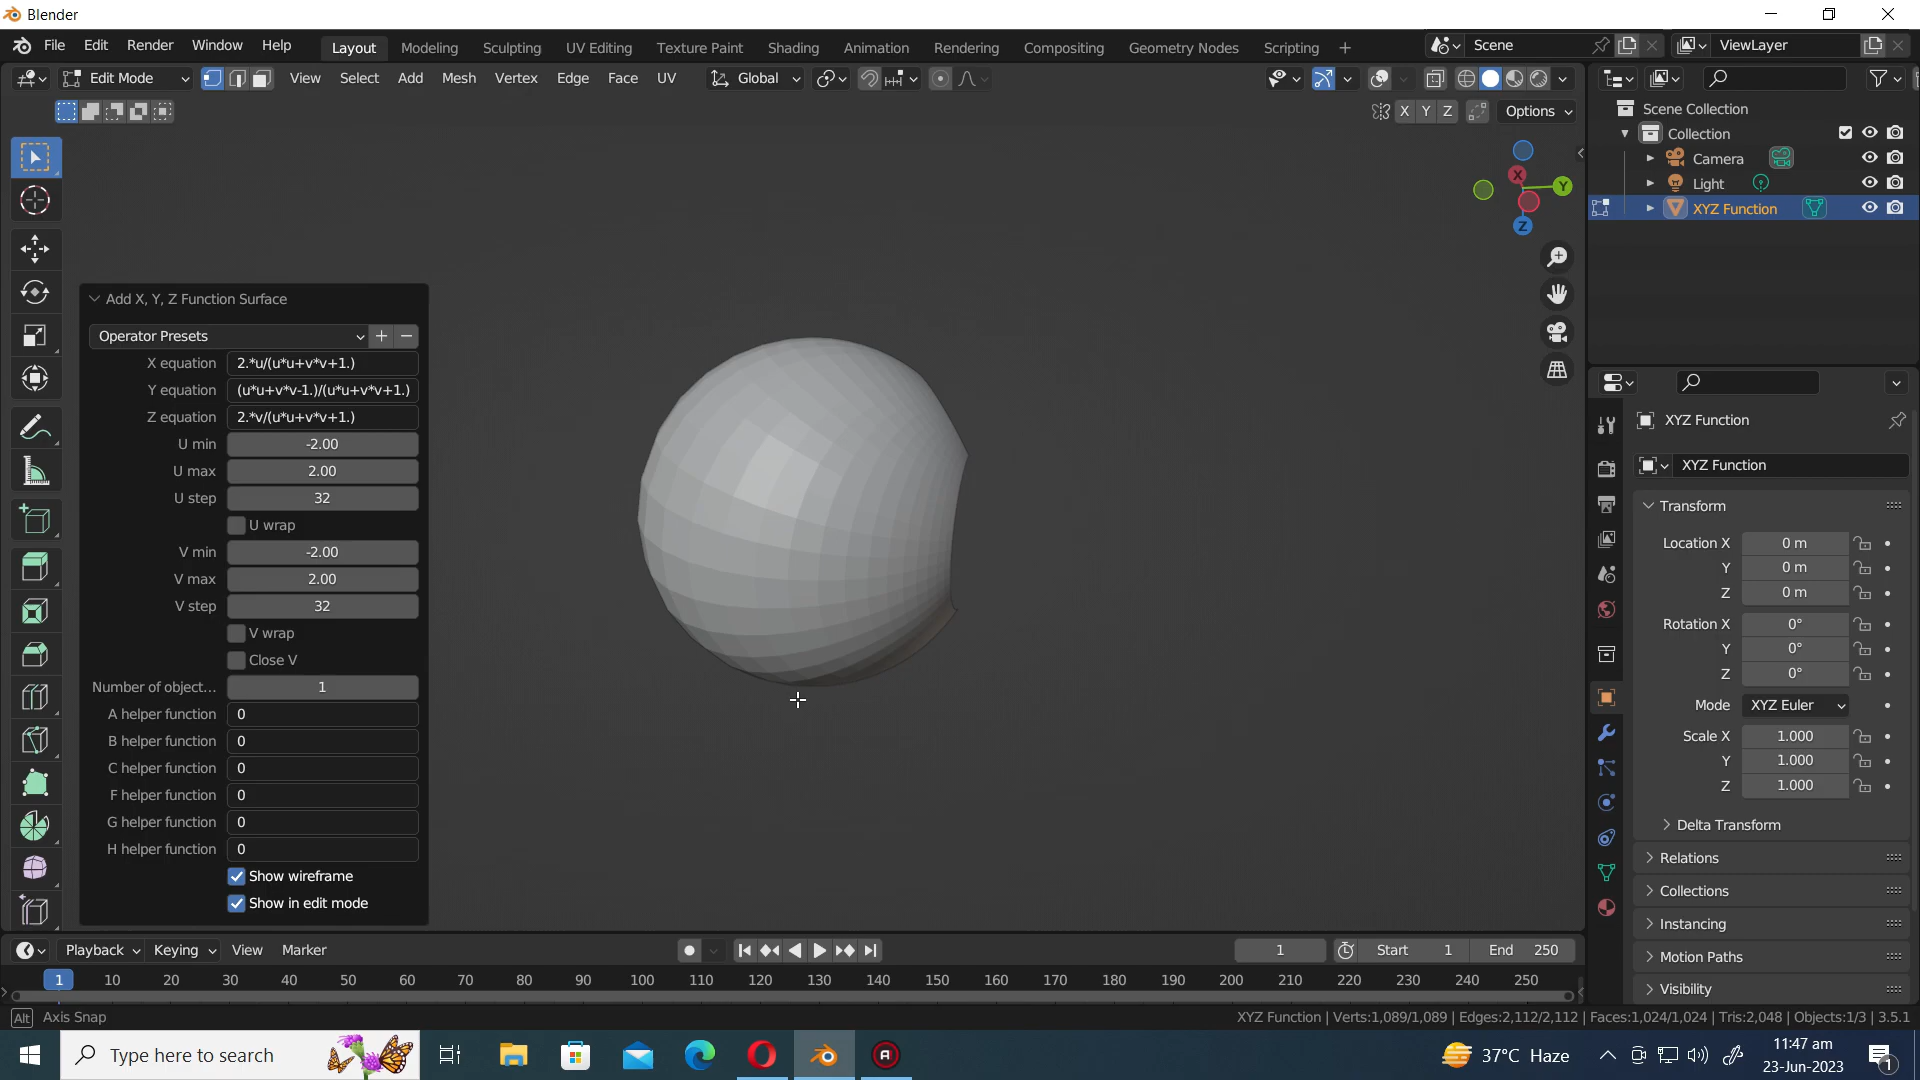 Blender
File Edit Render Window Help Layout Modeling Sculpting UV Editing Texture Paint Shading Animation Rendering Compositing Geometry Nodes Scripting + Scene ViewLayer
Edit Mode View Select Add Mesh Vertex Edge Face UV Global
X Y Z Options
Scene Collection
Collection
Camera
Light
XYZ Function
X Y Z
Add X, Y, Z Function Surface
Operator Presets + −
X equation 2.*u/(u*u+v*v+1.)
Y equation (u*u+v*v-1.)/(u*u+v*v+1.)
Z equation 2.*v/(u*u+v*v+1.)
U min -2.00
U max 2.00
U step 32
U wrap
V min -2.00
V max 2.00
V step 32
V wrap
Close V
Number of object... 1
A helper function 0
B helper function 0
C helper function 0
F helper function 0
G helper function 0
H helper function 0
Show wireframe
Show in edit mode
XYZ Function
XYZ Function
Transform
Location X 0 m
Y 0 m
Z 0 m
Rotation X 0°
Y 0°
Z 0°
Mode XYZ Euler
Scale X 1.000
Y 1.000
Z 1.000
Delta Transform
Relations
Collections
Instancing
Motion Paths
Visibility
Playback Keying View Marker 1 Start 1 End 250
1 10 20 30 40 50 60 70 80 90 100 110 120 130 140 150 160 170 180 190 200 210 220 230 240 250
Alt Axis Snap XYZ Function | Verts:1,089/1,089 | Edges:2,112/2,112 | Faces:1,024/1,024 | Tris:2,048 | Objects:1/3 | 3.5.1
Type here to search 37°C Haze 11:47 am
23-Jun-2023 1